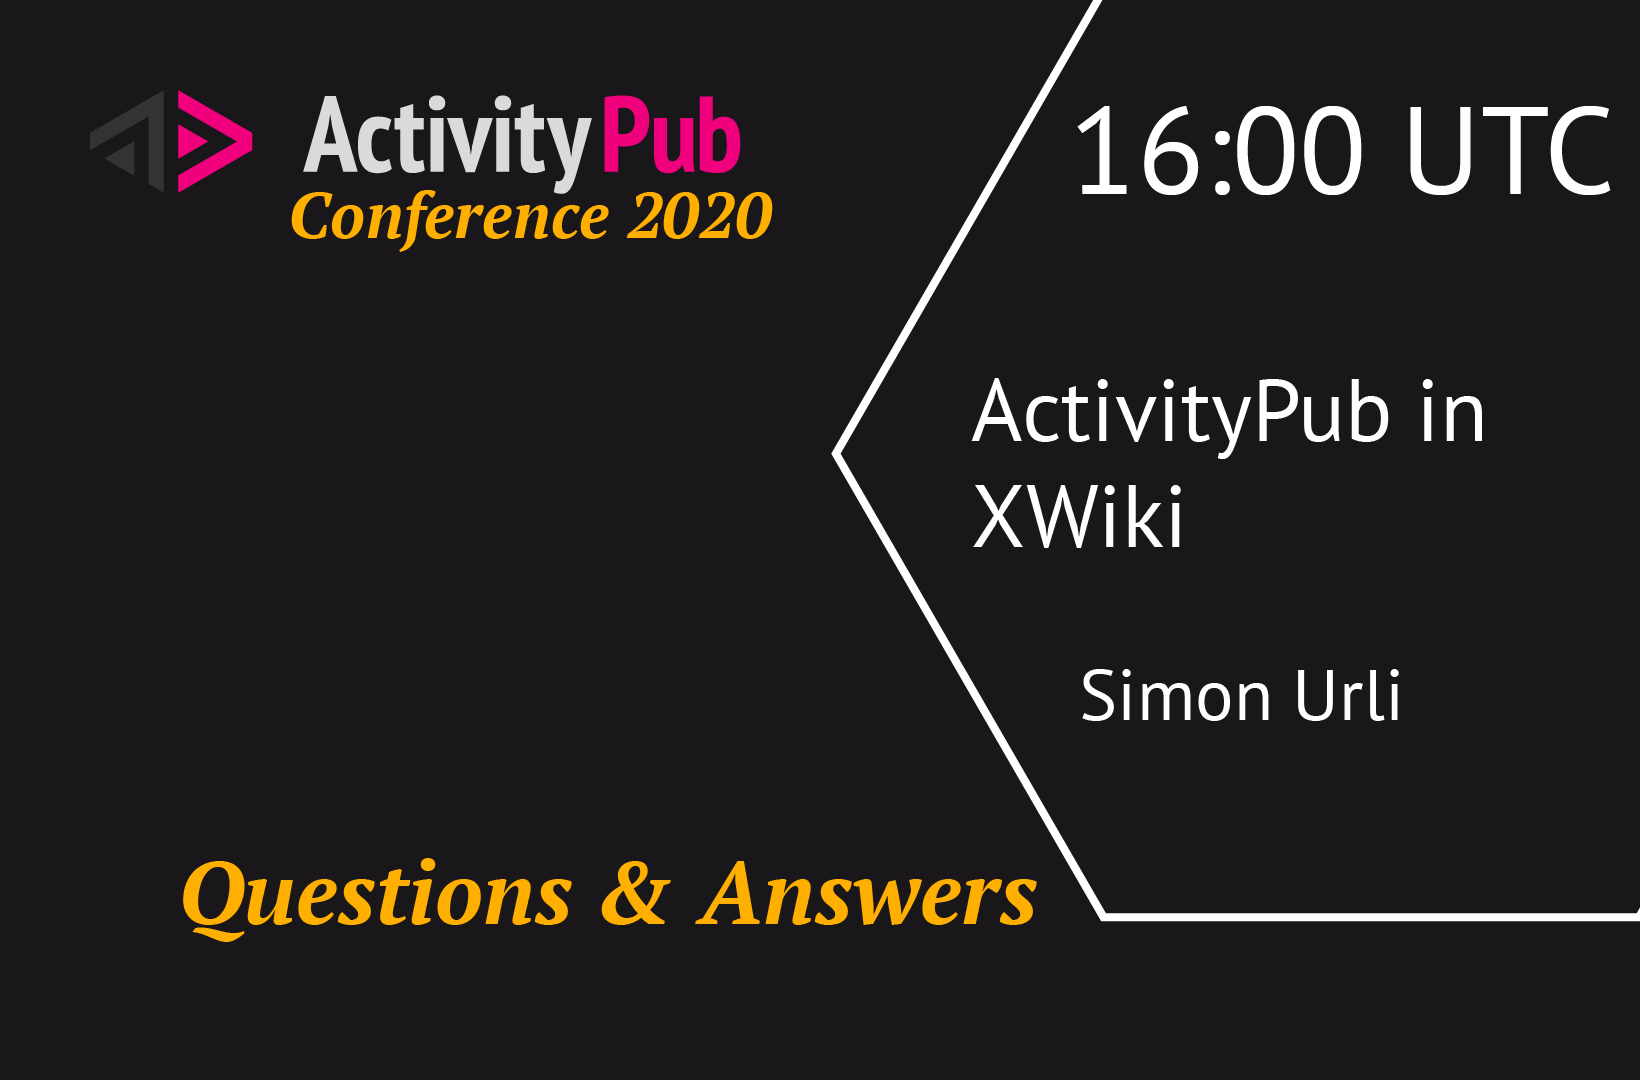 ActivityPub
Conference 2020
16:00 UTC
ActivityPub in
XWiki
Simon Urli
Questions & Answers